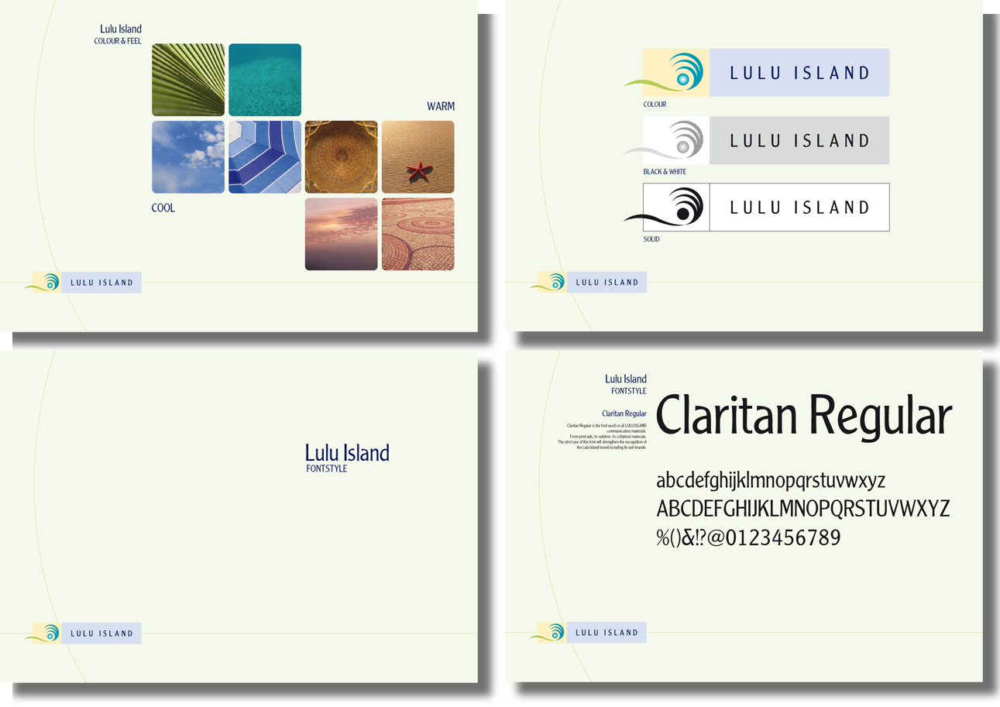 Lulu Island
COLOUR & FEEL
WARM
COOL
LULU ISLAND
LULU ISLAND
COLOUR
LULU ISLAND
BLACK & WHITE
LULU ISLAND
SOLID
LULU ISLAND
Lulu Island
FONTSTYLE
LULU ISLAND
Lulu Island
FONTSTYLE
Claritan Regular
Claritan Regular is the font used on all LULU ISLAND
communication materials.
From print ads, to outdoor, to collateral materials.
The strict use of this font will strengthen the recognition of
the Lulu Island brand including its sub-brands.
Claritan Regular
abcdefghijklmnopqrstuvwxyz
ABCDEFGHIJKLMNOPQRSTUVWXYZ
%()&!?@0123456789
LULU ISLAND